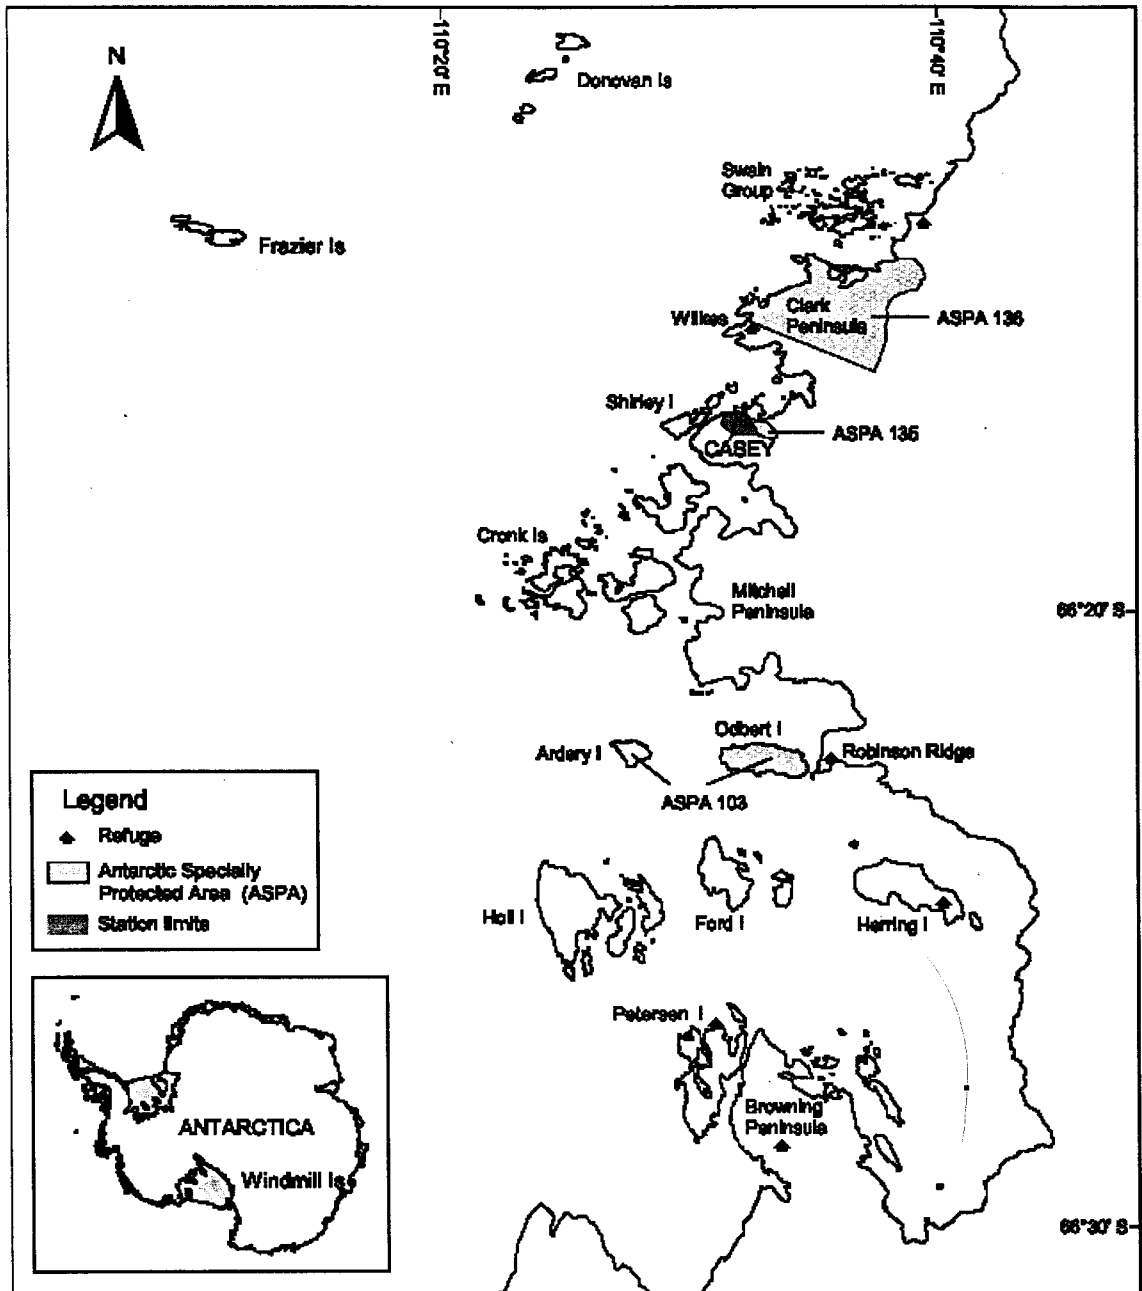 110°20' E
110°40' E
N
Donovan Is
Swain
Group
Frazier Is
Clark
Peninsula
Wilkes
ASPA 136
Shirley I
ASPA 135
CASEY
Cronk Is
Mitchell
Peninsula
66°20' S
Odbert I
Ardery I
Robinson Ridge
ASPA 103
Legend
Refuge
Antarctic Specially
Protected Area (ASPA)
Station limits
Holl I
Ford I
Herring I
Petersen I
Browning
Peninsula
ANTARCTICA
Windmill Is
66°30' S